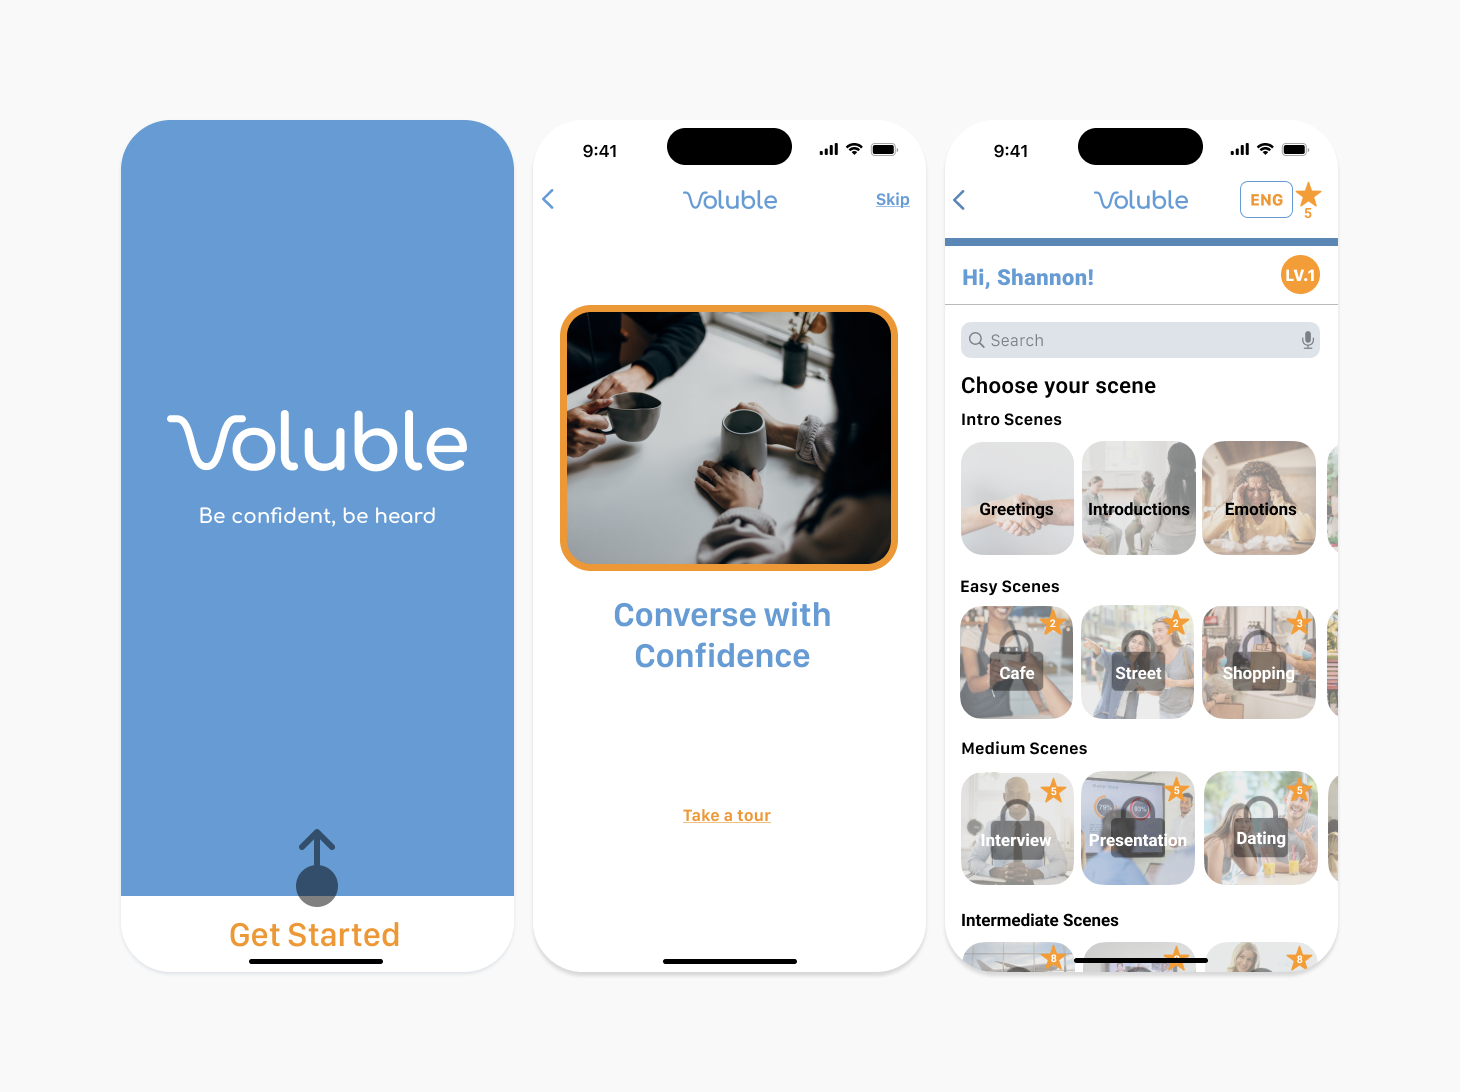 Voluble
Be confident, be heard
Get Started
9:41
Voluble
Skip
Converse with
Confidence
Take a tour
9:41
Voluble
ENG
5
Hi, Shannon!
LV.1
Search
Choose your scene
Intro Scenes
Greetings
Introductions
Emotions
Easy Scenes
2
2
3
Cafe
Street
Shopping
Medium Scenes
5
5
5
Interview
Presentation
Dating
Intermediate Scenes
8
8